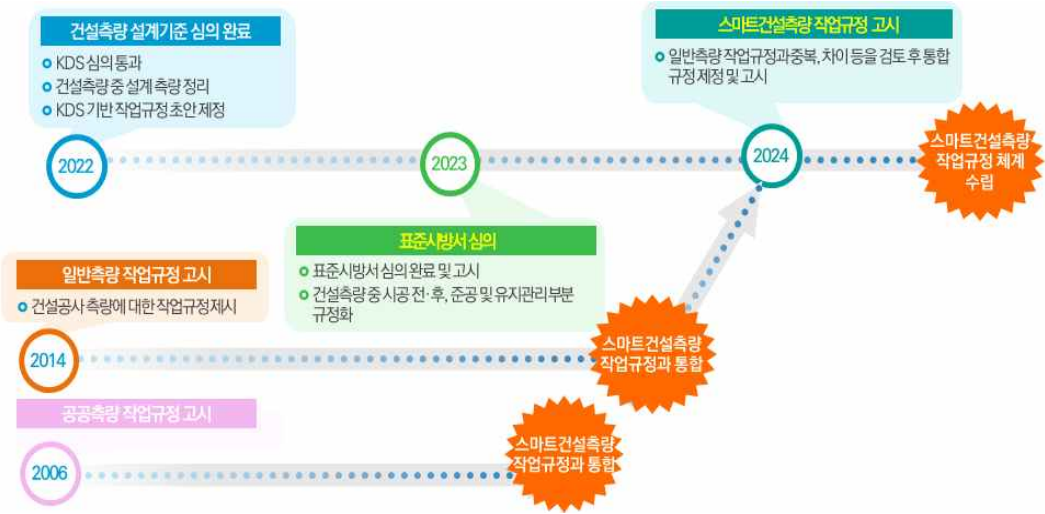 건설측량 설계기준 심의 완료
KDS 심의 통과
건설측량 중 설계 측량 정리
KDS 기반 작업규정 초안 제정
2022
2023
스마트건설측량 작업규정 고시
일반측량 작업규정과 중복, 차이 등을 검토 후 통합
규정 제정 및 고시
2024
스마트건설측량
작업규정 체계
수립
표준시방서 심의
표준시방서 심의 완료 및 고시
건설측량 중 시공 전·후, 준공 및 유지관리 부분
규정화
일반측량 작업규정 고시
건설공사 측량에 대한 작업규정 제시
2014
스마트건설측량
작업규정과 통합
공공측량 작업규정 고시
2006
스마트건설측량
작업규정과 통합